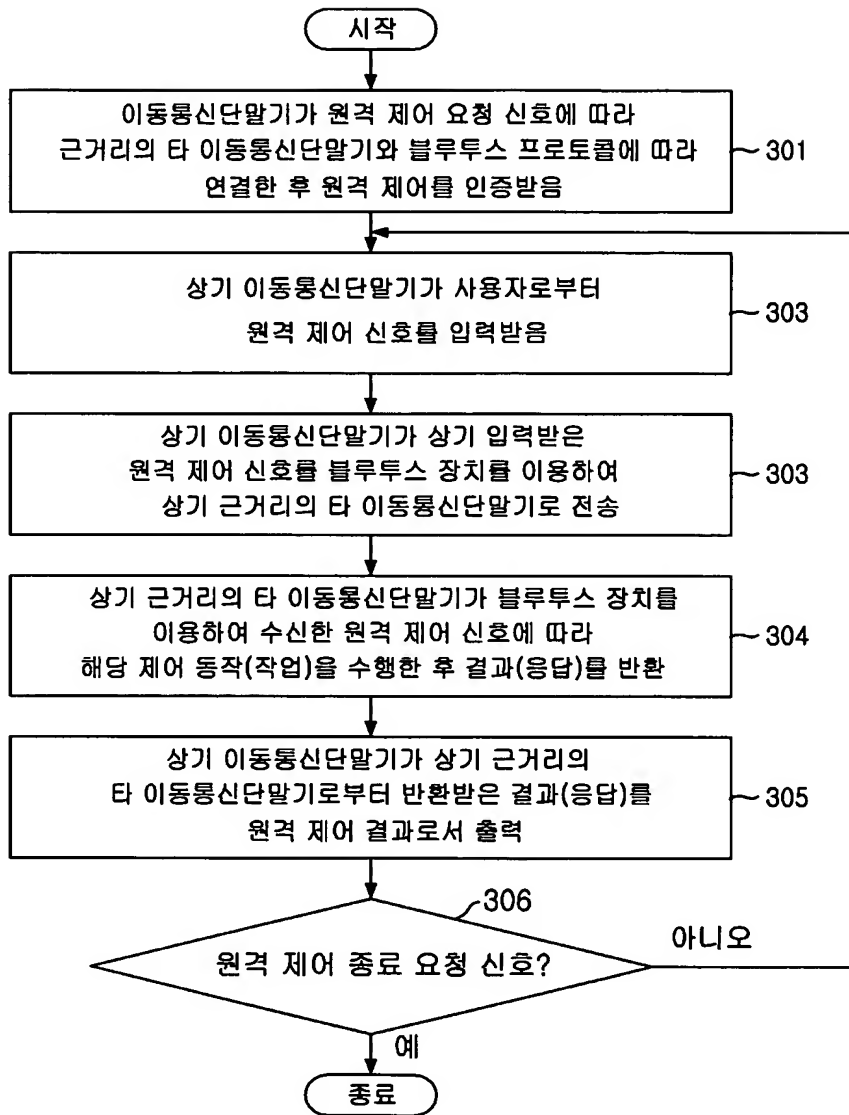 시작
이동통신단말기가 원격 제어 요청 신호에 따라
근거리의 타 이동통신단말기와 블루투스 프로토콜에 따라
연결한 후 원격 제어를 인증받음
301
상기 이동통신단말기가 사용자로부터
원격 제어 신호를 입력받음
303
상기 이동통신단말기가 상기 입력받은
원격 제어 신호를 블루투스 장치를 이용하여
상기 근거리의 타 이동통신단말기로 전송
303
상기 근거리의 타 이동통신단말기가 블루투스 장치를
이용하여 수신한 원격 제어 신호에 따라
해당 제어 동작(작업)을 수행한 후 결과(응답)를 반환
304
상기 이동통신단말기가 상기 근거리의
타 이동통신단말기로부터 반환받은 결과(응답)를
원격 제어 결과로서 출력
305
306
원격 제어 종료 요청 신호?
아니오
예
종료